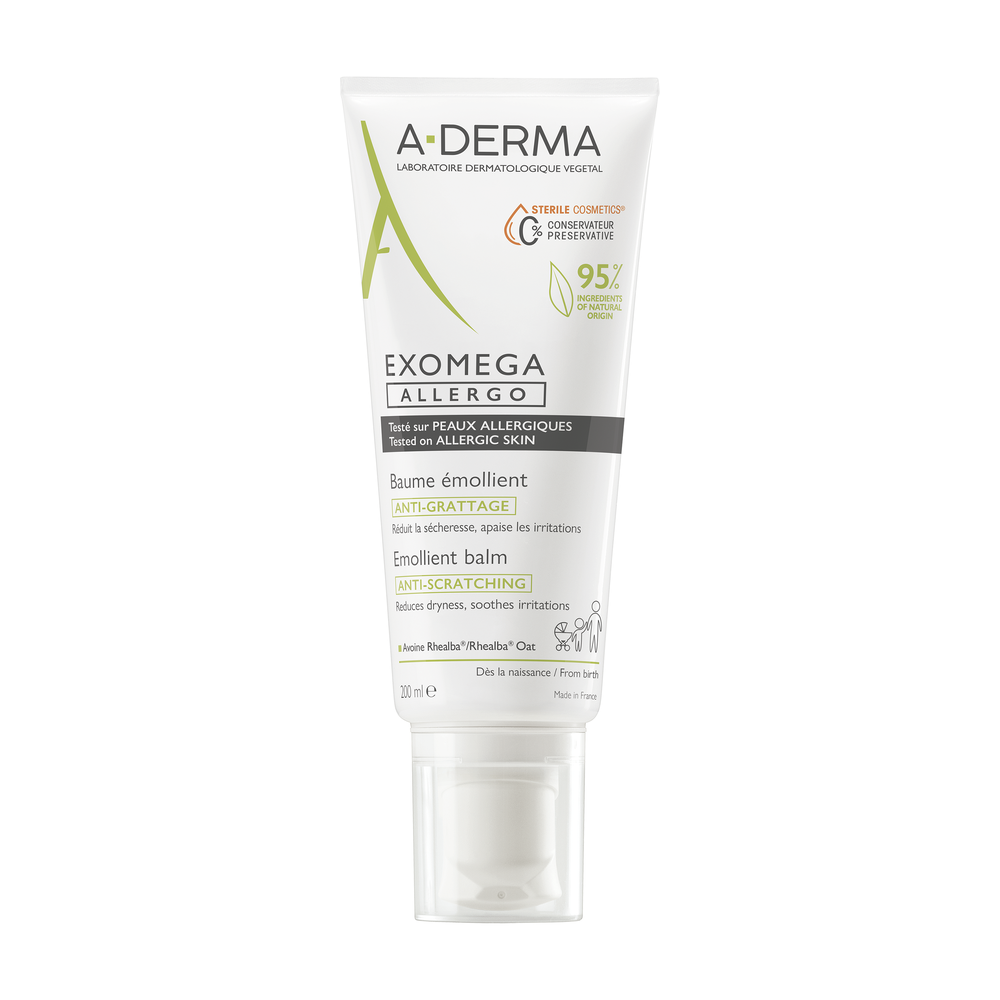 A-DERMA
LABORATOIRE DERMATOLOGIQUE VEGETAL
STERILE COSMETICS®
0% CONSERVATEUR
PRESERVATIVE
95%
INGREDIENTS
OF NATURAL
ORIGIN
EXOMEGA
ALLERGO
Testé sur PEAUX ALLERGIQUES
Tested on ALLERGIC SKIN
Baume émollient
ANTI-GRATTAGE
Réduit la sécheresse, apaise les irritations
Emollient balm
ANTI-SCRATCHING
Reduces dryness, soothes irritations
Avoine Rhealba®/Rhealba® Oat
Dès la naissance / From birth
200 ml ℮
Made in France